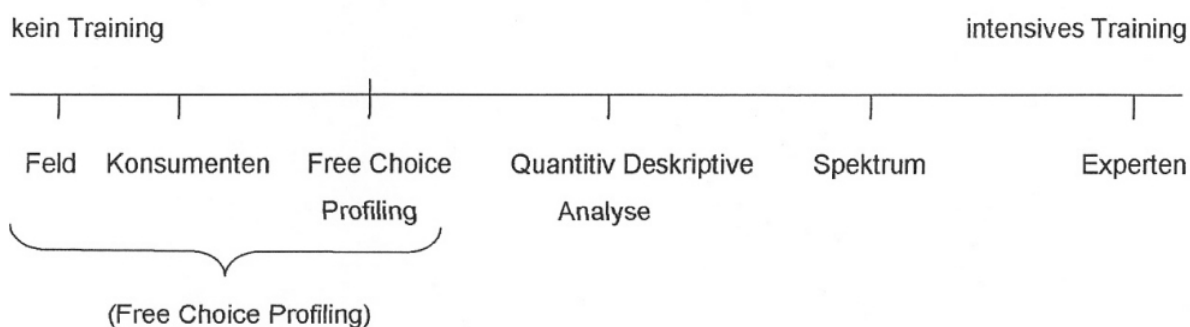 kein Training intensives Training
Feld Konsumenten Free Choice Quantitiv Deskriptive Spektrum Experten
Profiling Analyse
(Free Choice Profiling)